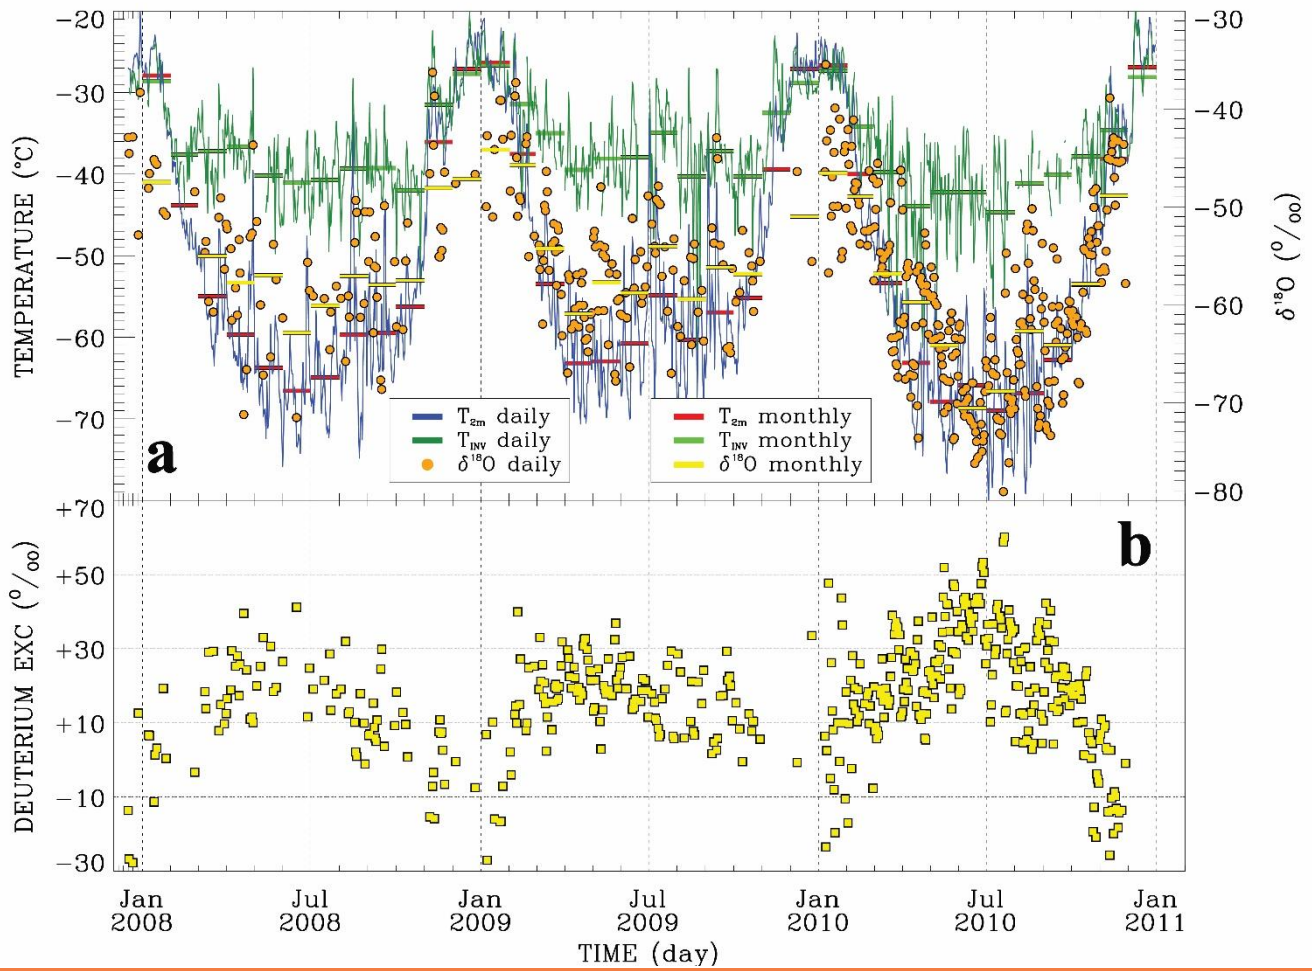 −20
−30
−40
−50
−60
−70
TEMPERATURE (°C)
−30
−40
−50
−60
−70
−80
δ¹⁸O (⁰/₀₀)
a
T2m daily
TINV daily
δ¹⁸O daily
T2m monthly
TINV monthly
δ¹⁸O monthly
b
+70
+50
+30
+10
−10
−30
DEUTERIUM EXC (⁰/₀₀)
Jan Jul Jan Jul Jan Jul Jan
2008 2008 2009 2009 2010 2010 2011
TIME (day)